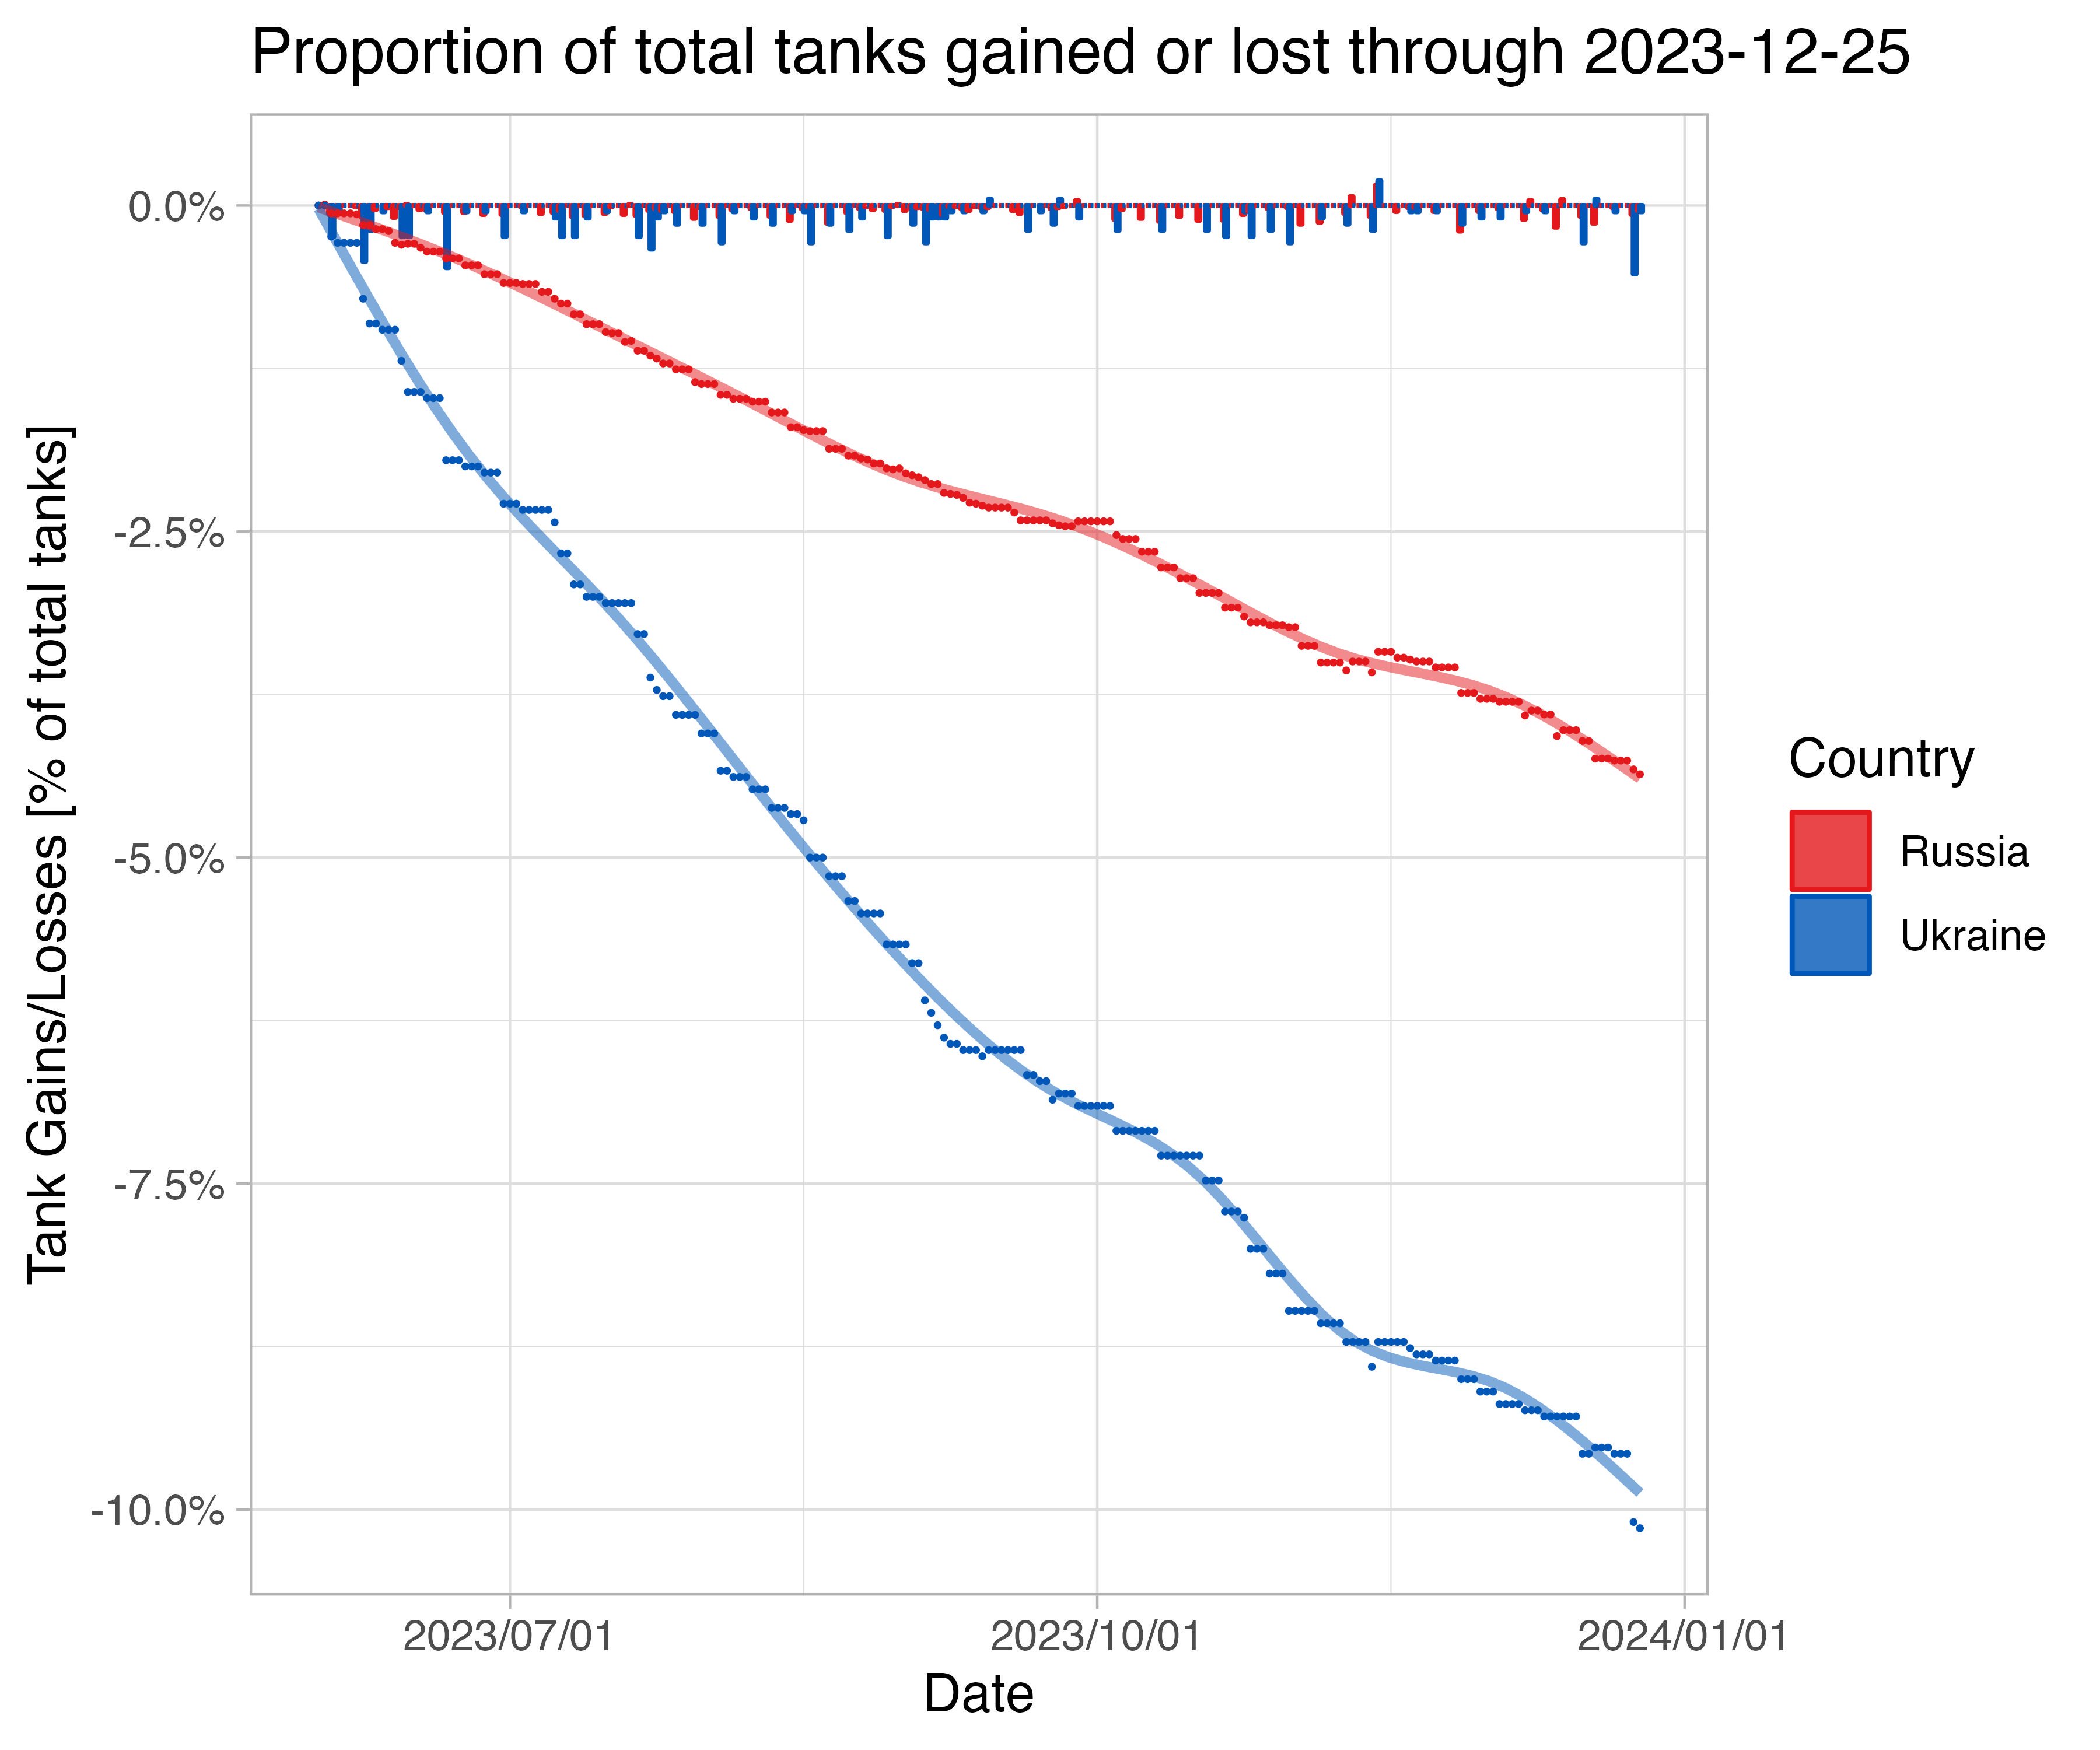 Proportion of total tanks gained or lost through 2023-12-25
Tank Gains/Losses [% of total tanks]
0.0%
-2.5%
-5.0%
-7.5%
-10.0%
2023/07/01
2023/10/01
2024/01/01
Date
Country
Russia
Ukraine